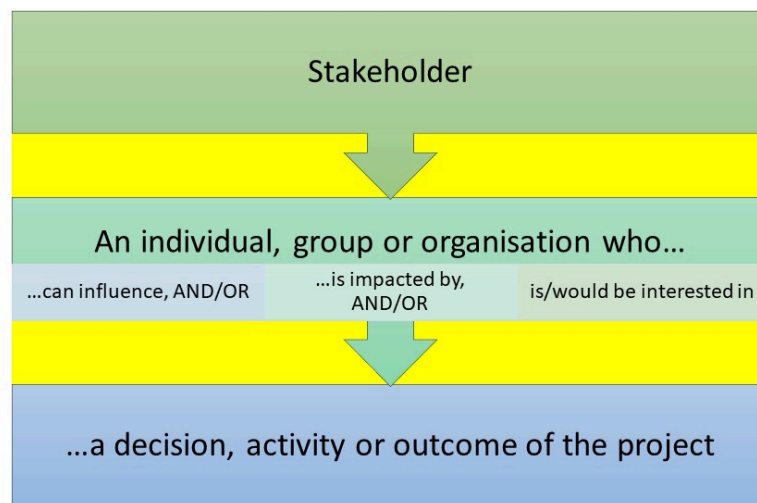 Stakeholder
An individual, group or organisation who...
...can influence, AND/OR
...is impacted by,
AND/OR
is/would be interested in
...a decision, activity or outcome of the project